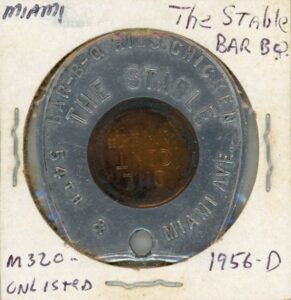 MIAMI
The Stable
BAR BQ.
BAR-B-Q RIBS CHICKEN
THE STABLE
54TH & MIAMI AVE.
M320-
UNLISTED
1956-D